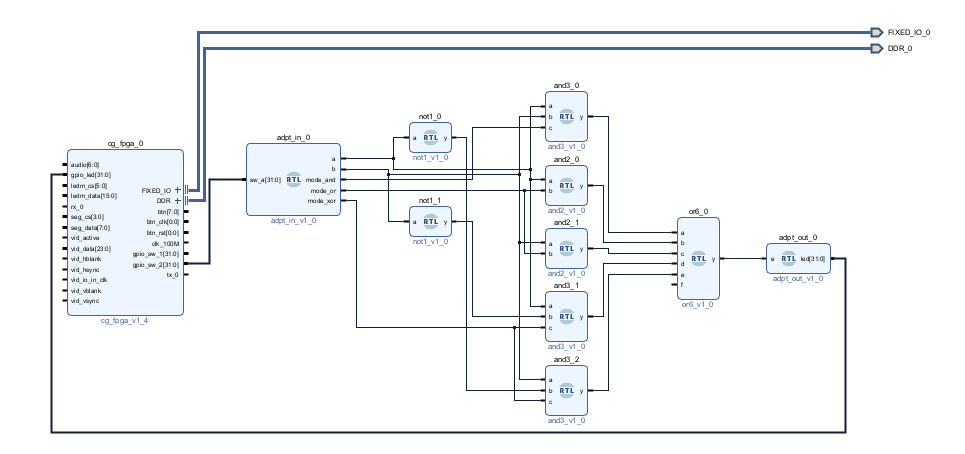 FIXED_IO_0
DDR_0
cg_fpga_0
audio[6:0]
gpio_led[31:0]
ledm_cs[5:0]
ledm_data[15:0]
rx_0
seg_cs[3:0]
seg_data[7:0]
vid_active
vid_data[23:0]
vid_hblank
vid_hsync
vid_io_in_clk
vid_vblank
vid_vsync
FIXED_IO
DDR
btn[7:0]
btn_clk[0:0]
btn_rst[0:0]
clk_100M
gpio_sw_1[31:0]
gpio_sw_2[31:0]
tx_0
cg_fpga_v1_4
adpt_in_0
sw_a[31:0]
RTL
a
b
mode_and
mode_or
mode_xor
adpt_in_v1_0
not1_0
a RTL y
not1_v1_0
not1_1
a RTL y
not1_v1_0
and3_0
a
b RTL y
c
and3_v1_0
and2_0
a
RTL y
b
and2_v1_0
and2_1
a
RTL y
b
and2_v1_0
and3_1
a
b RTL y
c
and3_v1_0
and3_2
a
b RTL y
c
and3_v1_0
or6_0
a
b
c
RTL y
d
e
f
or6_v1_0
adpt_out_0
e RTL led[31:0]
adpt_out_v1_0